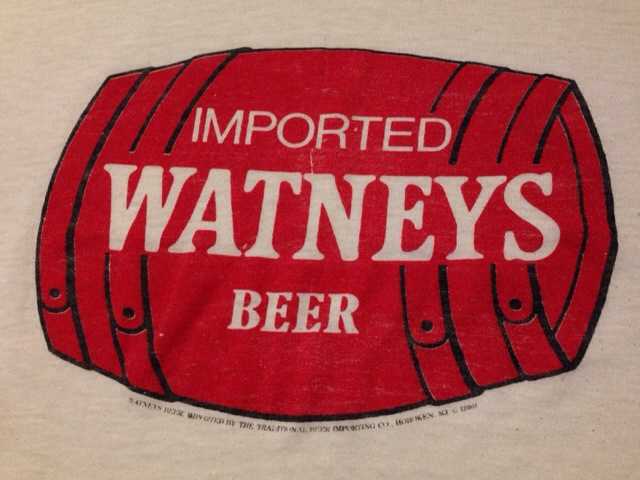 IMPORTED
WATNEYS
BEER
WATNEYS BEER IMPORTED BY THE TRADITIONAL BEER IMPORTING CO., HOBOKEN, NJ ©